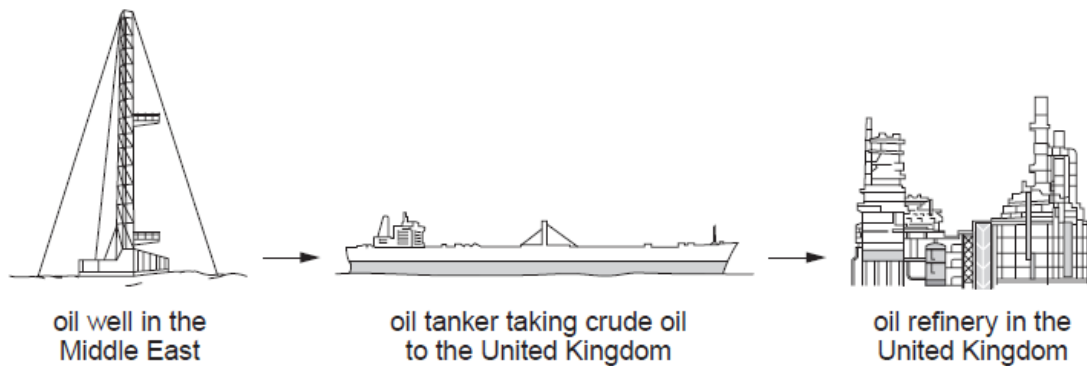 oil well in the
Middle East
oil tanker taking crude oil
to the United Kingdom
oil refinery in the
United Kingdom